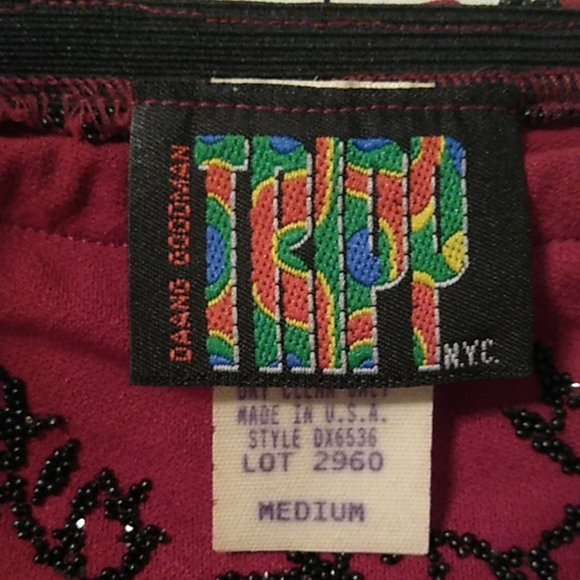 DAANG GOODMAN
TRIPP
N.Y.C.
DRY CLEAN ONLY
MADE IN U.S.A.
STYLE DX6536
LOT 2960
MEDIUM